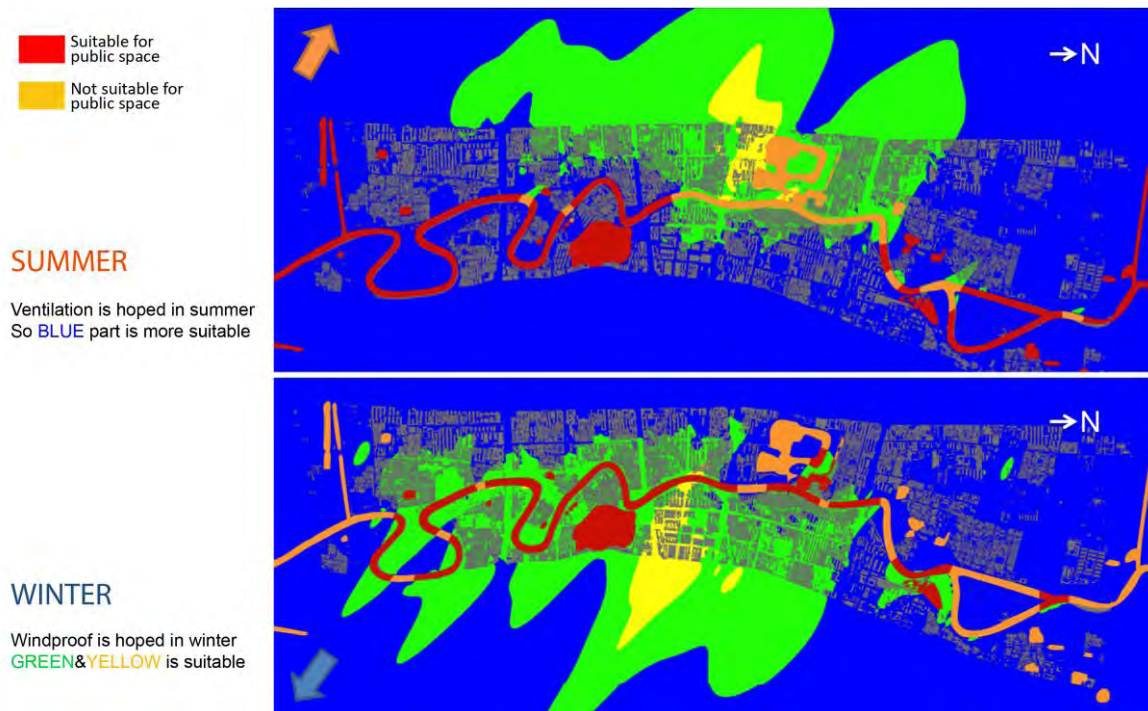 Suitable for
public space
Not suitable for
public space
N
SUMMER
Ventilation is hoped in summer
So BLUE part is more suitable
N
WINTER
Windproof is hoped in winter
GREEN&YELLOW is suitable